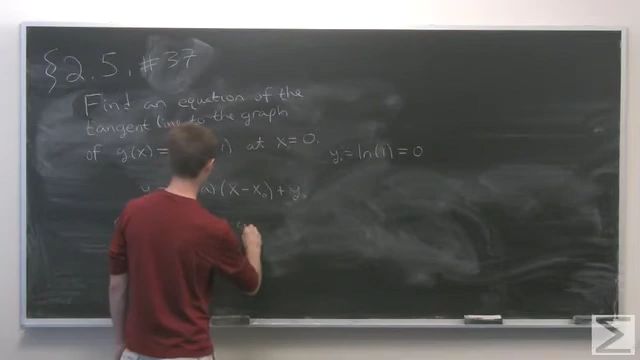 §2.5, #37
Find an equation of the
tangent line to the graph
of g(x)= 1) at x=0.
y₀=ln(1)=0
(x-x₀)+y₀